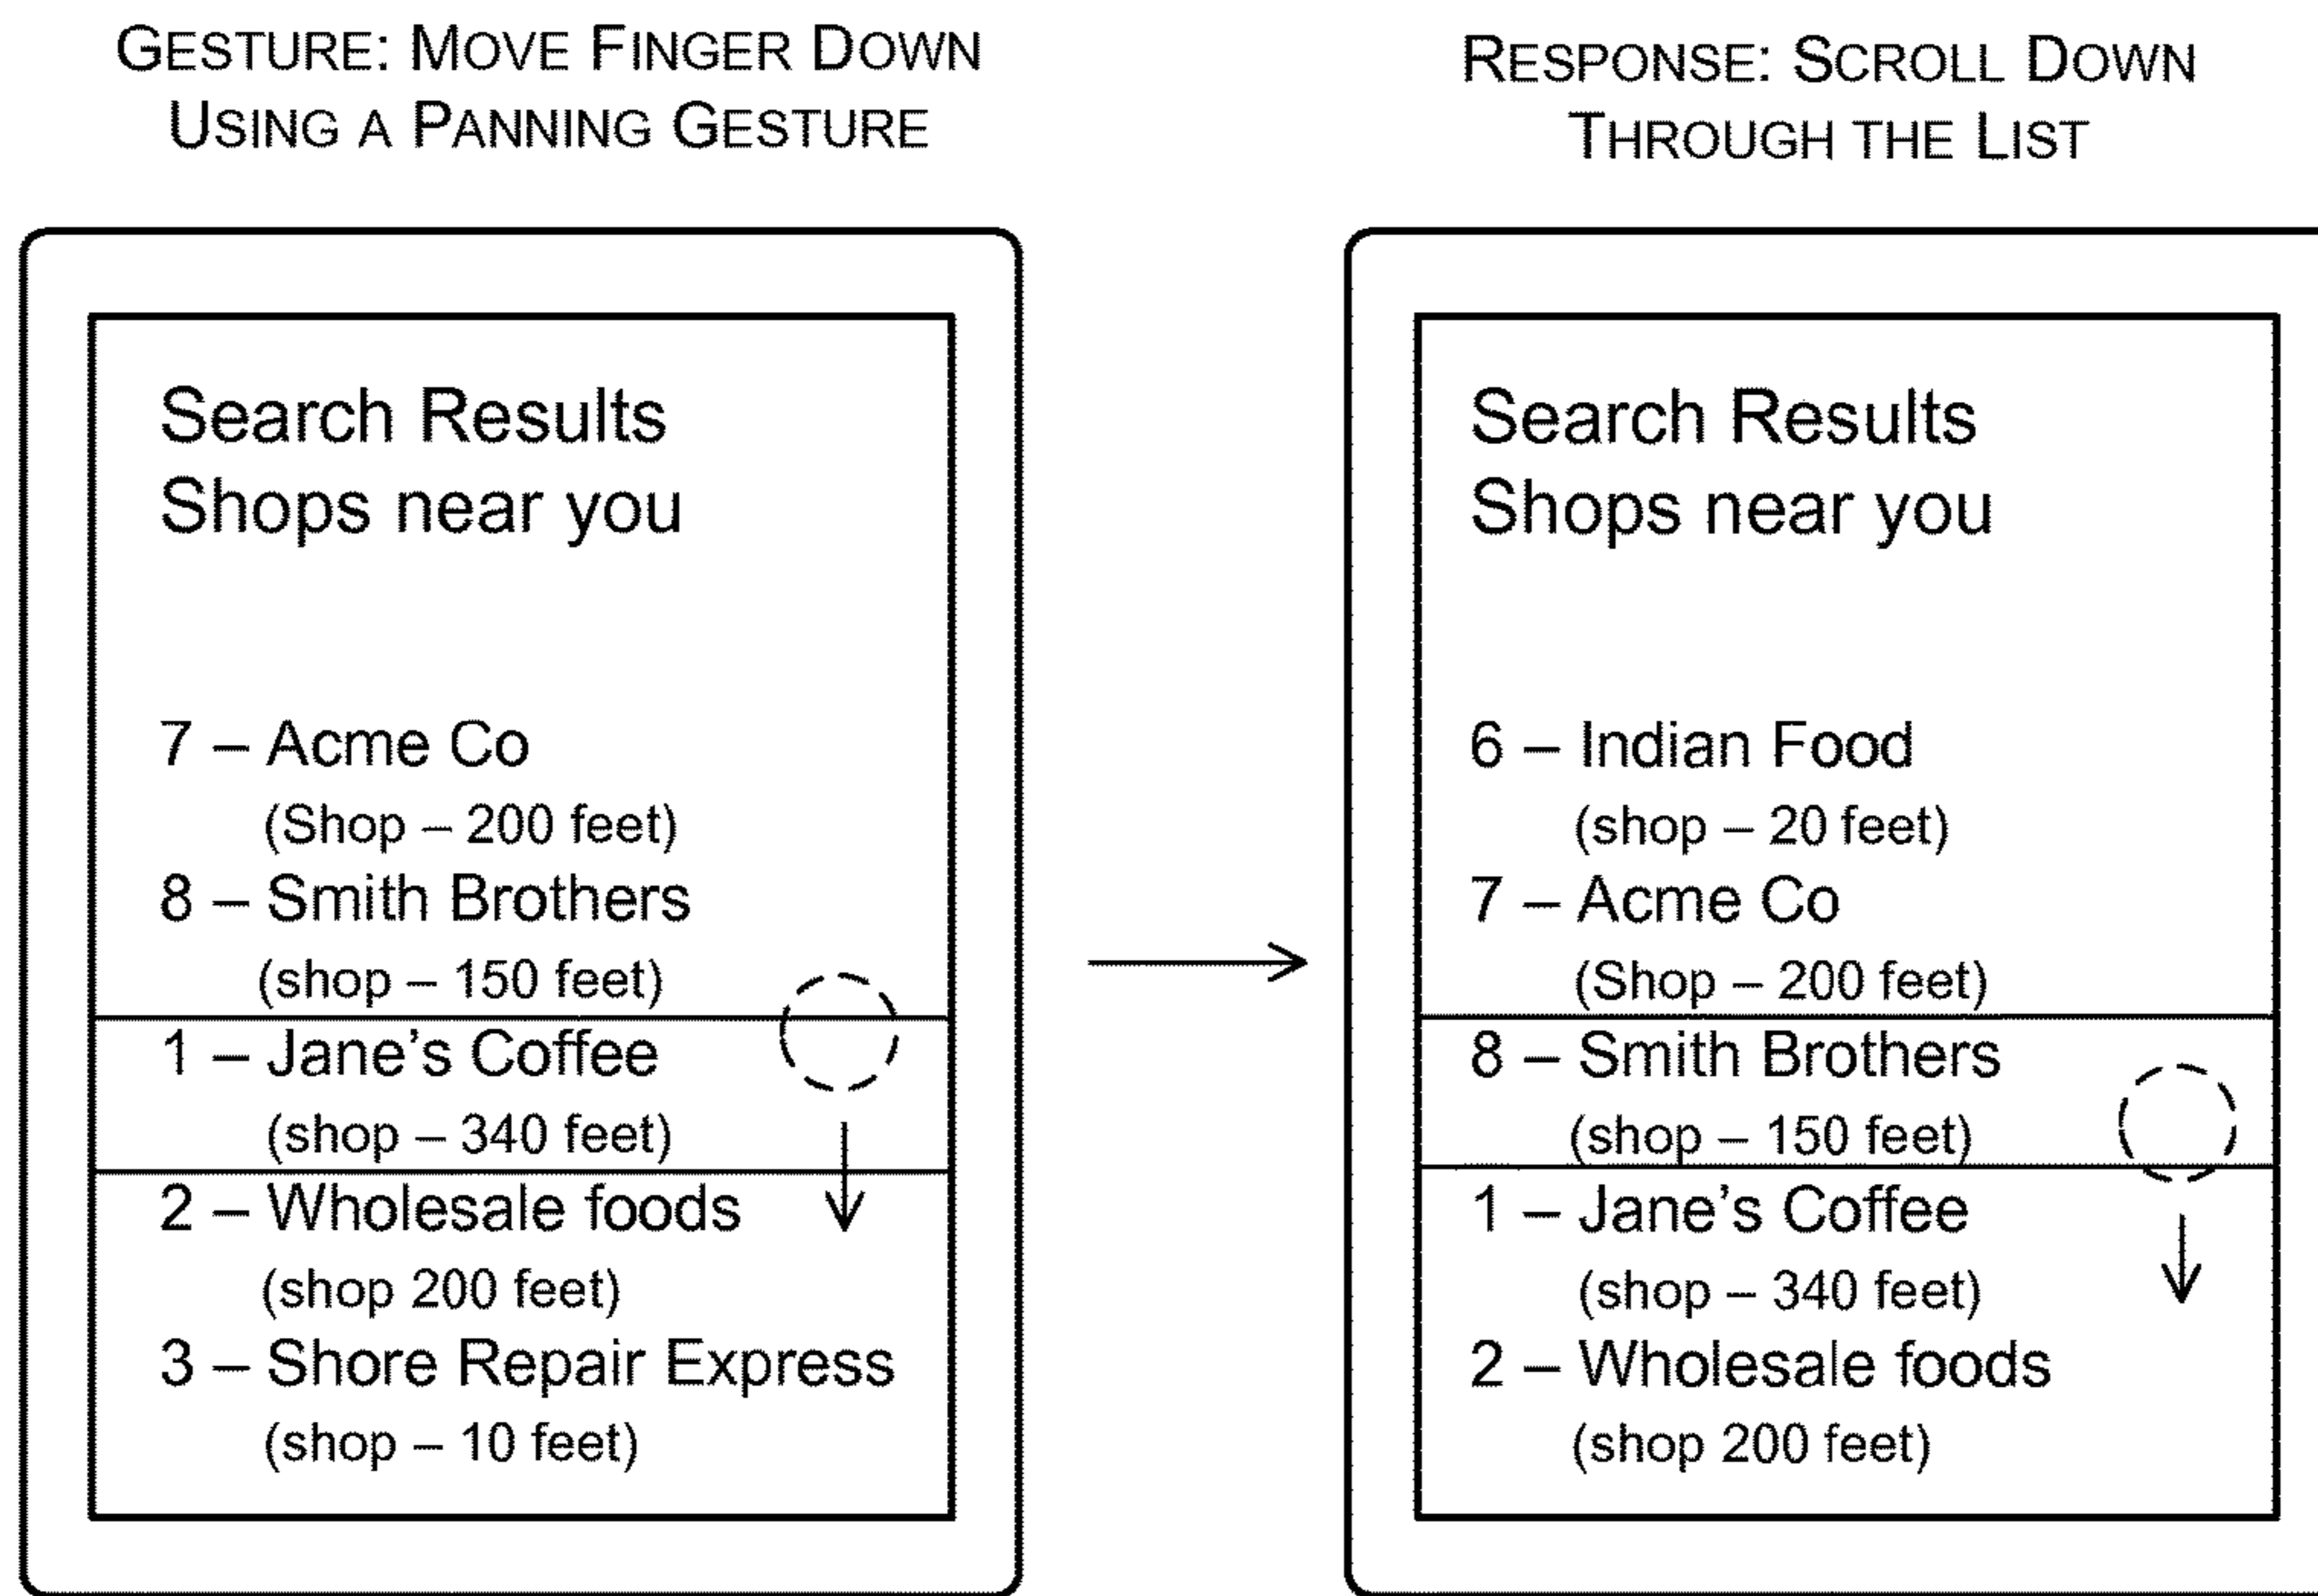 GESTURE: MOVE FINGER DOWN
USING A PANNING GESTURE
Search Results
Shops near you
7 – Acme Co
(Shop – 200 feet)
8 – Smith Brothers
(shop – 150 feet)
1 – Jane's Coffee
(shop – 340 feet)
2 – Wholesale foods
(shop 200 feet)
3 – Shore Repair Express
(shop – 10 feet)
RESPONSE: SCROLL DOWN
THROUGH THE LIST
Search Results
Shops near you
6 – Indian Food
(shop – 20 feet)
7 – Acme Co
(Shop – 200 feet)
8 – Smith Brothers
(shop – 150 feet)
1 – Jane's Coffee
(shop – 340 feet)
2 – Wholesale foods
(shop 200 feet)